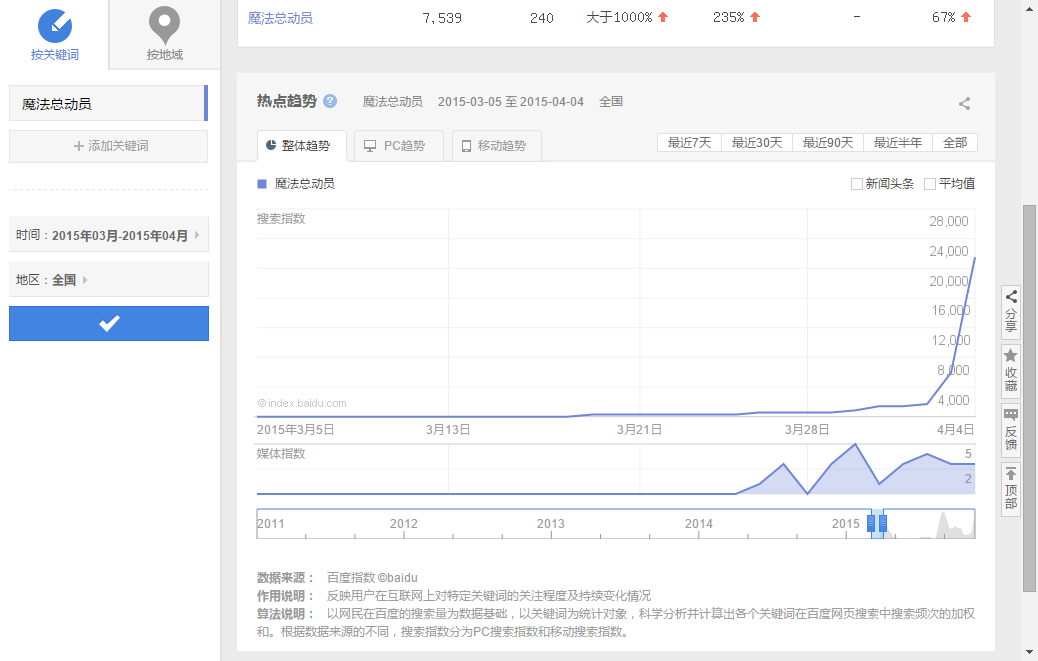 按关键词
按地域
魔法总动员
添加关键词
时间：2015年03月-2015年04月
地区：全国
魔法总动员 7,539 240 大于1000% 235% - 67%
热点趋势 ? 魔法总动员 2015-03-05 至 2015-04-04 全国
整体趋势 PC趋势 移动趋势 最近7天 最近30天 最近90天 最近半年 全部
魔法总动员 新闻头条 平均值
搜索指数
28,000
24,000
20,000
16,000
12,000
8,000
4,000
©index.baidu.com
2015年3月5日 3月13日 3月21日 3月28日 4月4日
媒体指数
5
2
2011 2012 2013 2014 2015
数据来源： 百度指数 ©baidu
作用说明： 反映用户在互联网上对特定关键词的关注程度及持续变化情况
算法说明： 以网民在百度的搜索量为数据基础，以关键词为统计对象，科学分析并计算出各个关键词在百度网页搜索中搜索频次的加权
和。根据数据来源的不同，搜索指数分为PC搜索指数和移动搜索指数。
分享
收藏
反馈
顶部